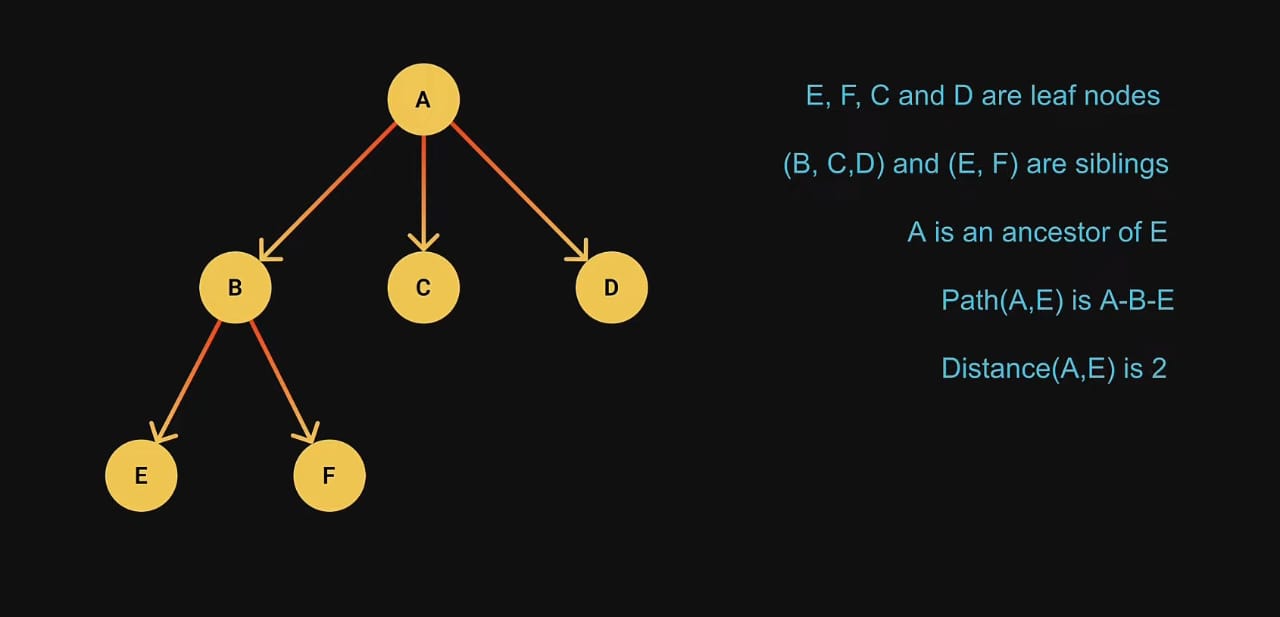 A
B
C
D
E
F
E, F, C and D are leaf nodes
(B, C,D) and (E, F) are siblings
A is an ancestor of E
Path(A,E) is A-B-E
Distance(A,E) is 2